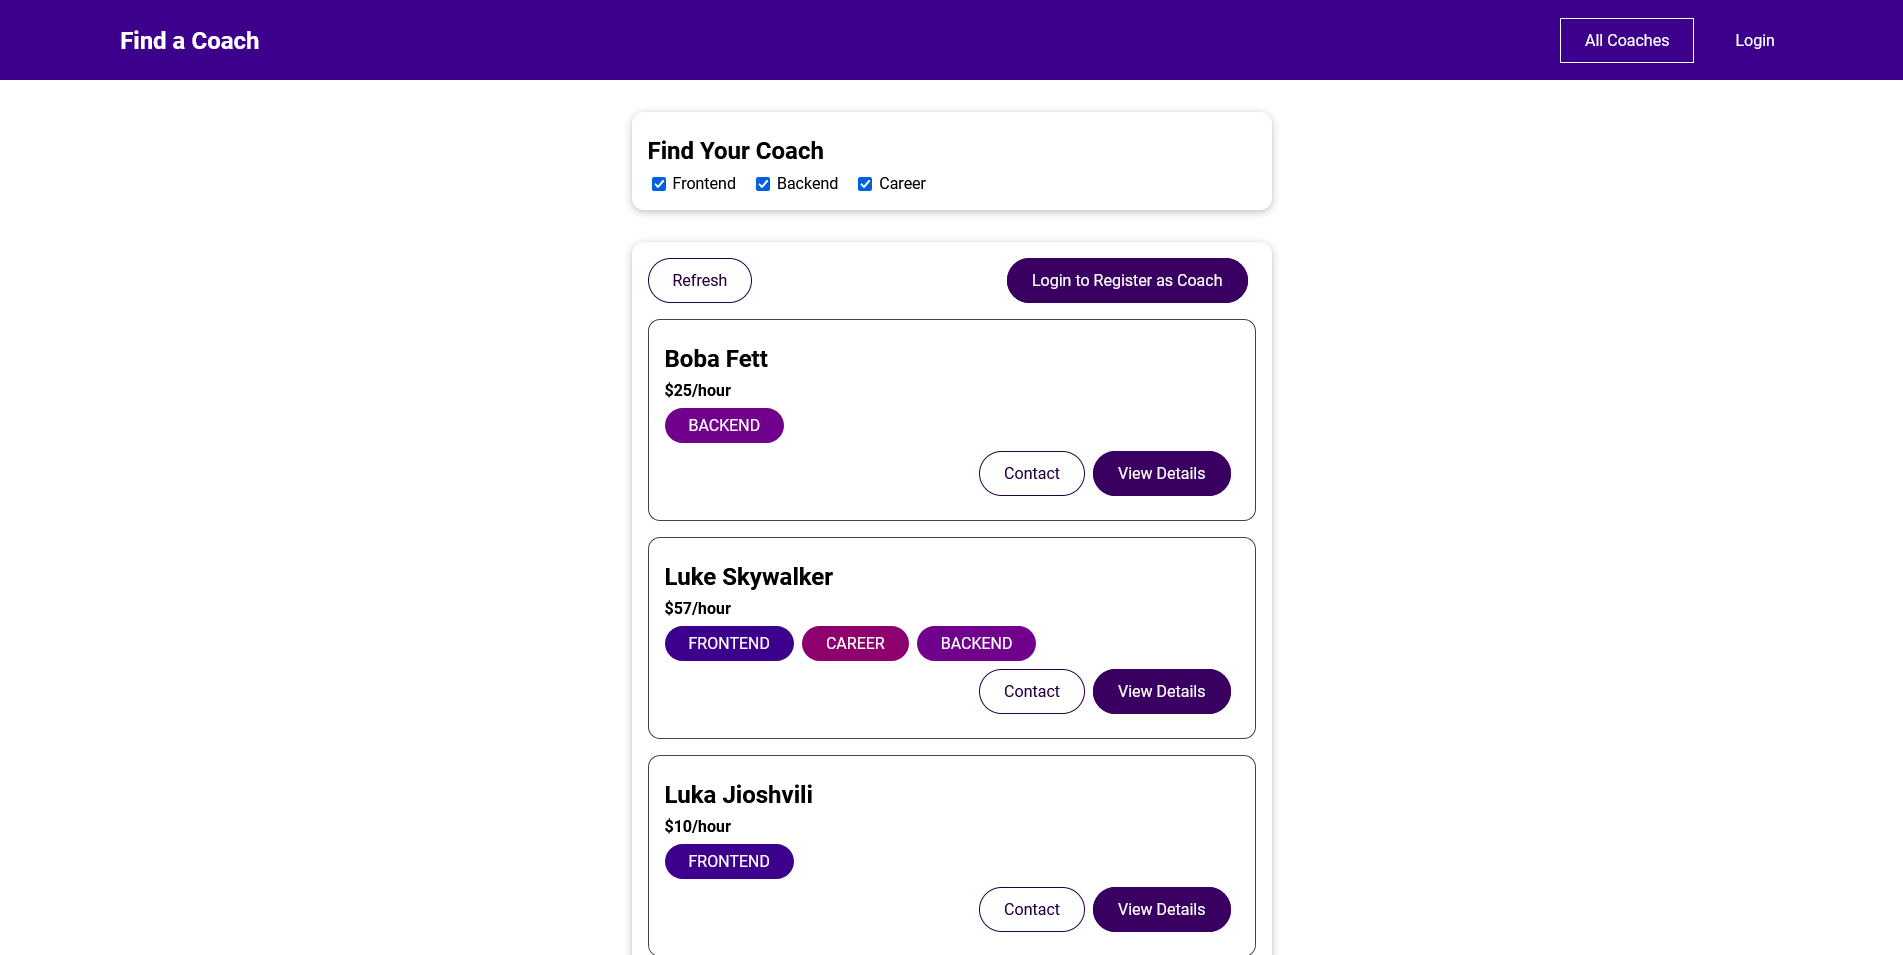 Find a Coach
All Coaches
Login
Find Your Coach
Frontend Backend Career
Refresh
Login to Register as Coach
Boba Fett
$25/hour
BACKEND
Contact
View Details
Luke Skywalker
$57/hour
FRONTEND CAREER BACKEND
Contact
View Details
Luka Jioshvili
$10/hour
FRONTEND
Contact
View Details